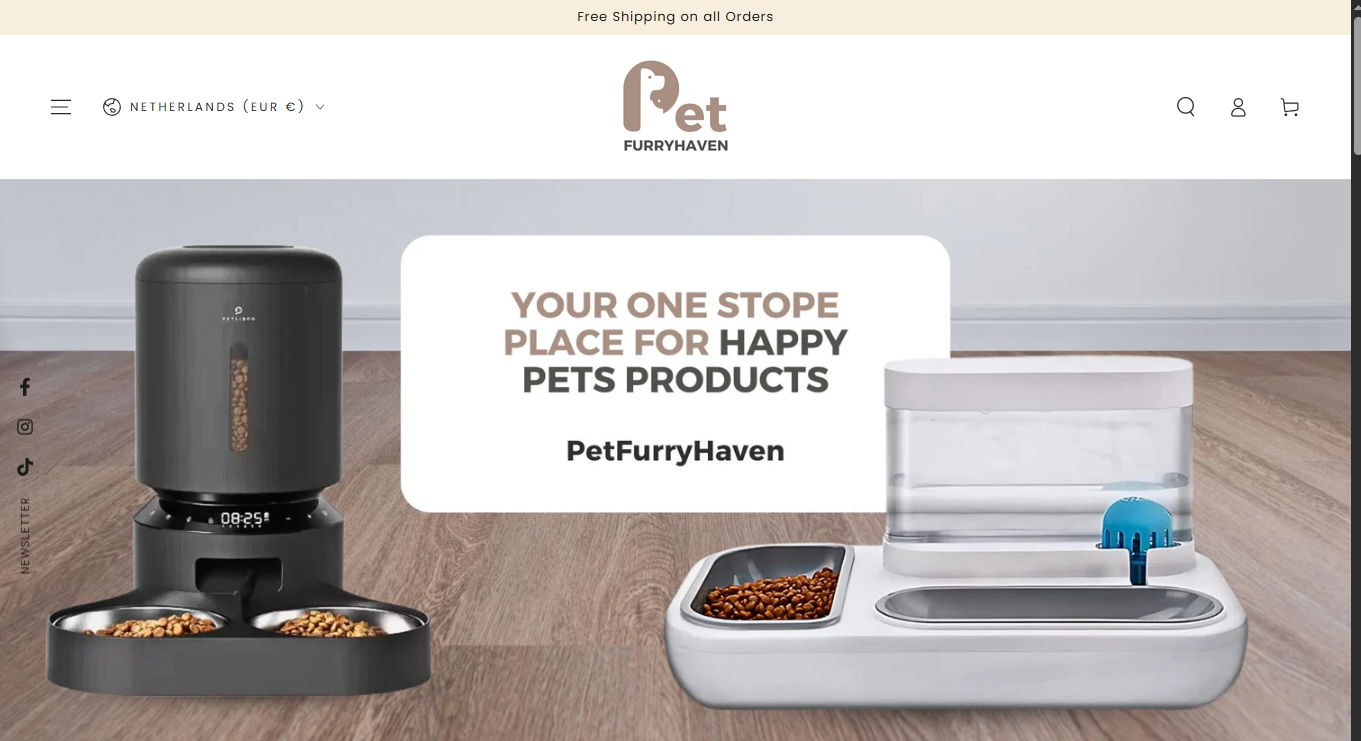 Free Shipping on all Orders
NETHERLANDS (EUR €)
Pet
FURRYHAVEN
YOUR ONE STOPE
PLACE FOR HAPPY
PETS PRODUCTS
PetFurryHaven
08:25
NEWSLETTER